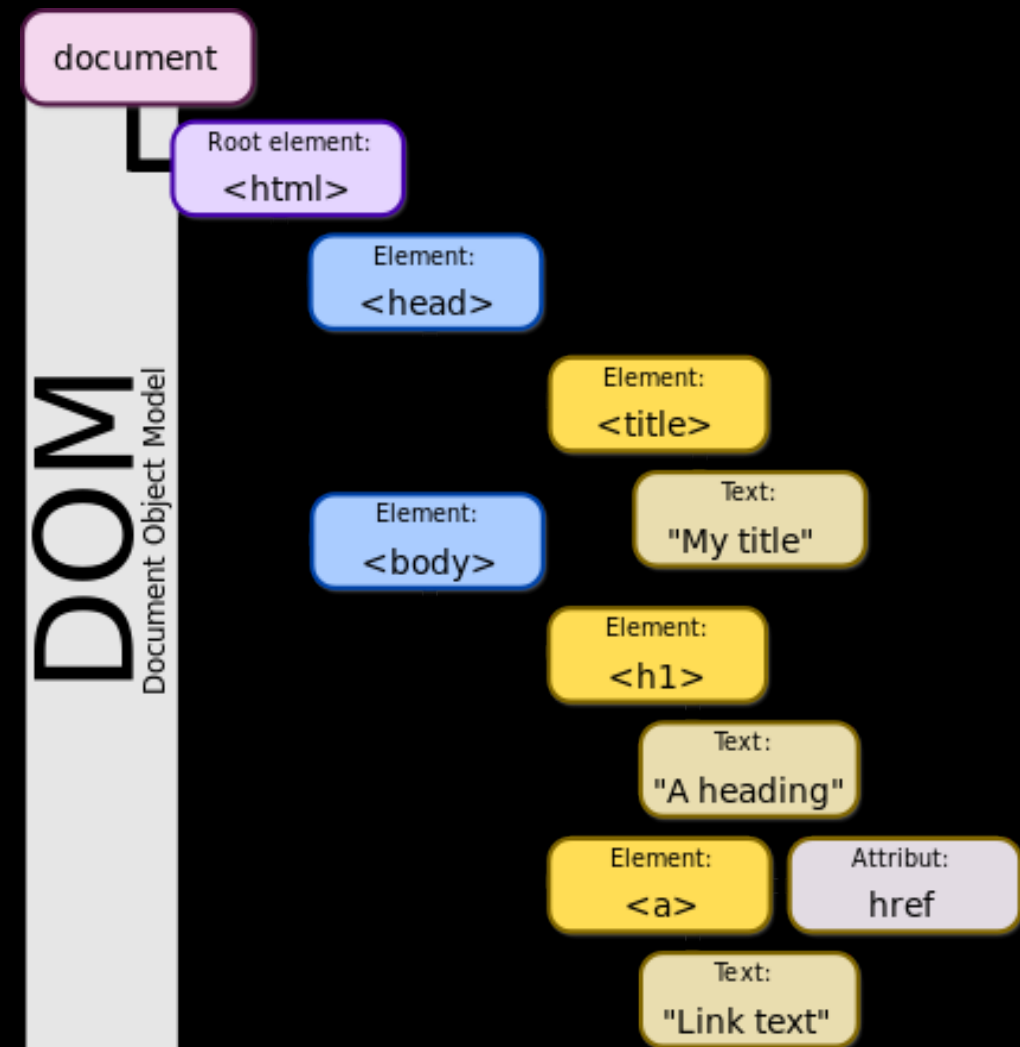 document
Root element:
<html>
Element:
<head>
Element:
<title>
Text:
"My title"
Element:
<body>
Element:
<h1>
Text:
"A heading"
Element:
<a>
Attribut:
href
Text:
"Link text"
DOM
Document Object Model